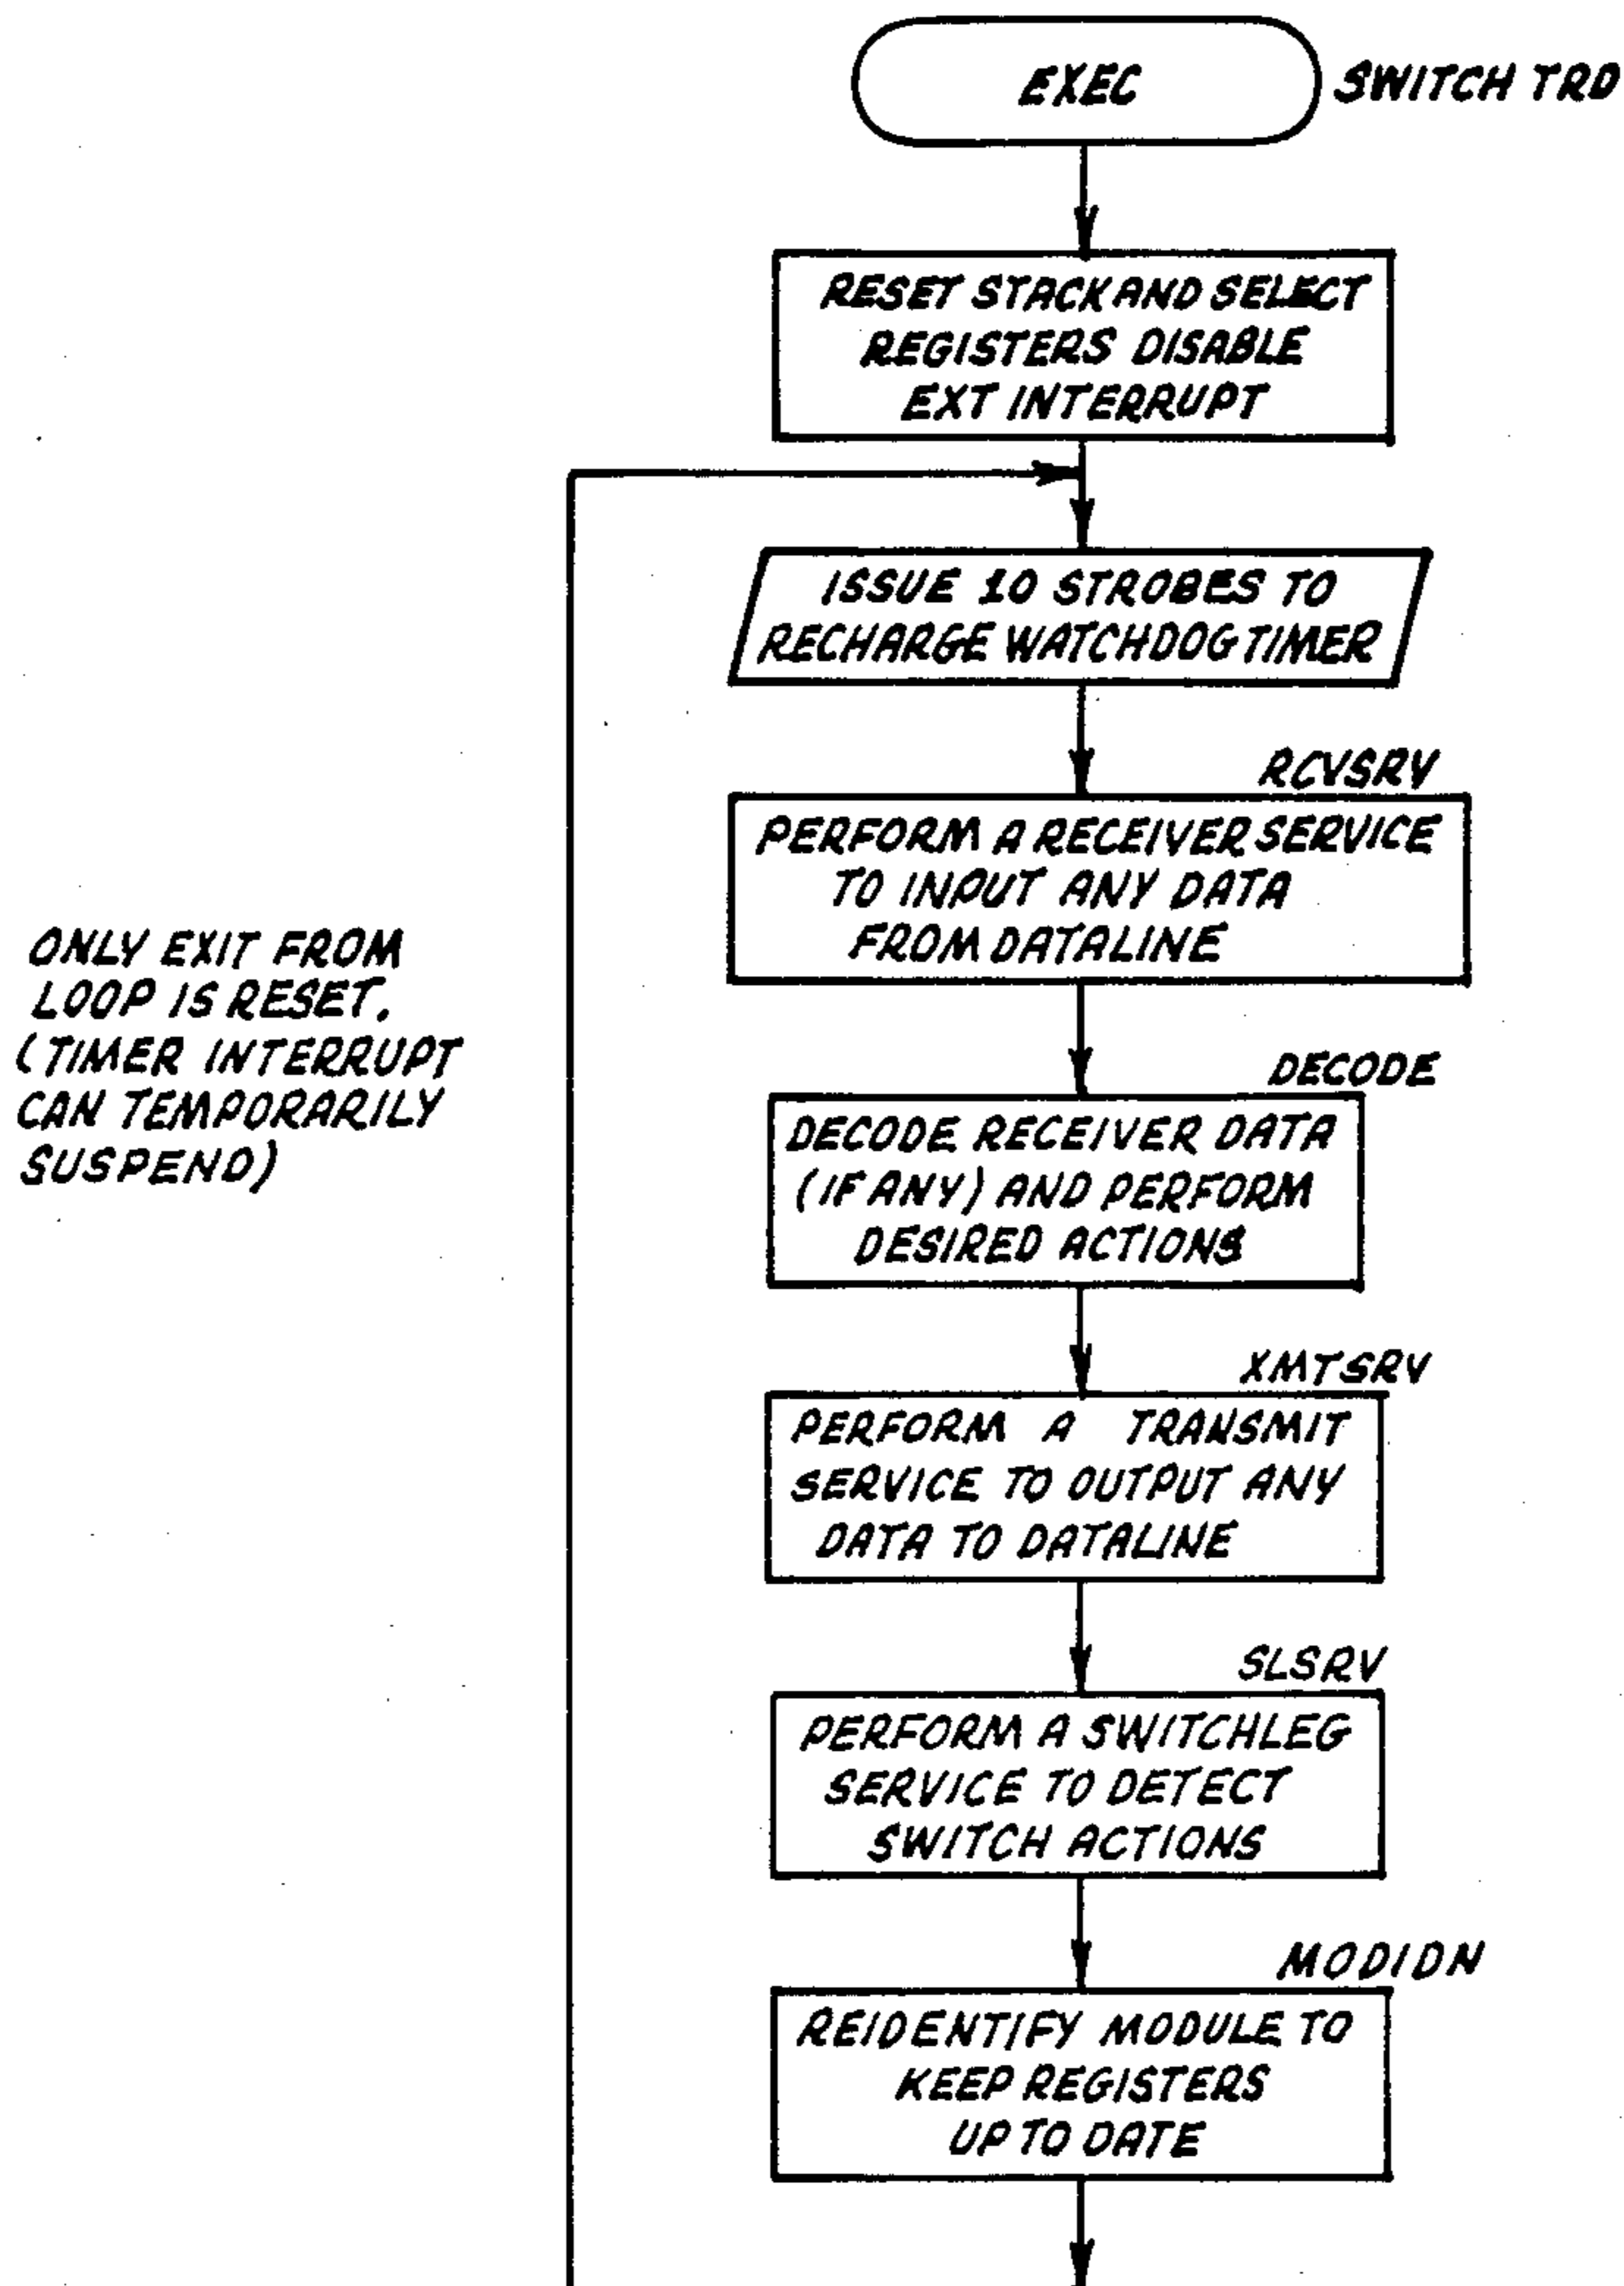 EXEC
SWITCH TRD
RESET STACK AND SELECT
REGISTERS DISABLE
EXT INTERRUPT
ISSUE 10 STROBES TO
RECHARGE WATCHDOG TIMER
RCVSRV
PERFORM A RECEIVER SERVICE
TO INPUT ANY DATA
FROM DATALINE
ONLY EXIT FROM
LOOP IS RESET.
(TIMER INTERRUPT
CAN TEMPORARILY
SUSPEND)
DECODE
DECODE RECEIVER DATA
(IF ANY) AND PERFORM
DESIRED ACTIONS
XMTSRV
PERFORM A TRANSMIT
SERVICE TO OUTPUT ANY
DATA TO DATALINE
SLSRV
PERFORM A SWITCHLEG
SERVICE TO DETECT
SWITCH ACTIONS
MODIDN
REIDENTIFY MODULE TO
KEEP REGISTERS
UP TO DATE